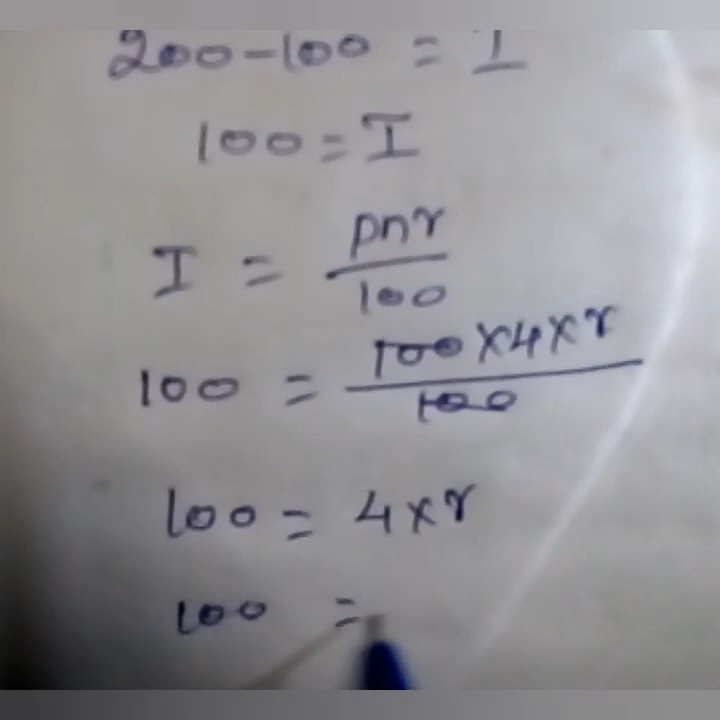 200-100 = I
100 = I
I = pnr/100
100 = 100×4×r/100
100 = 4×r
100 =